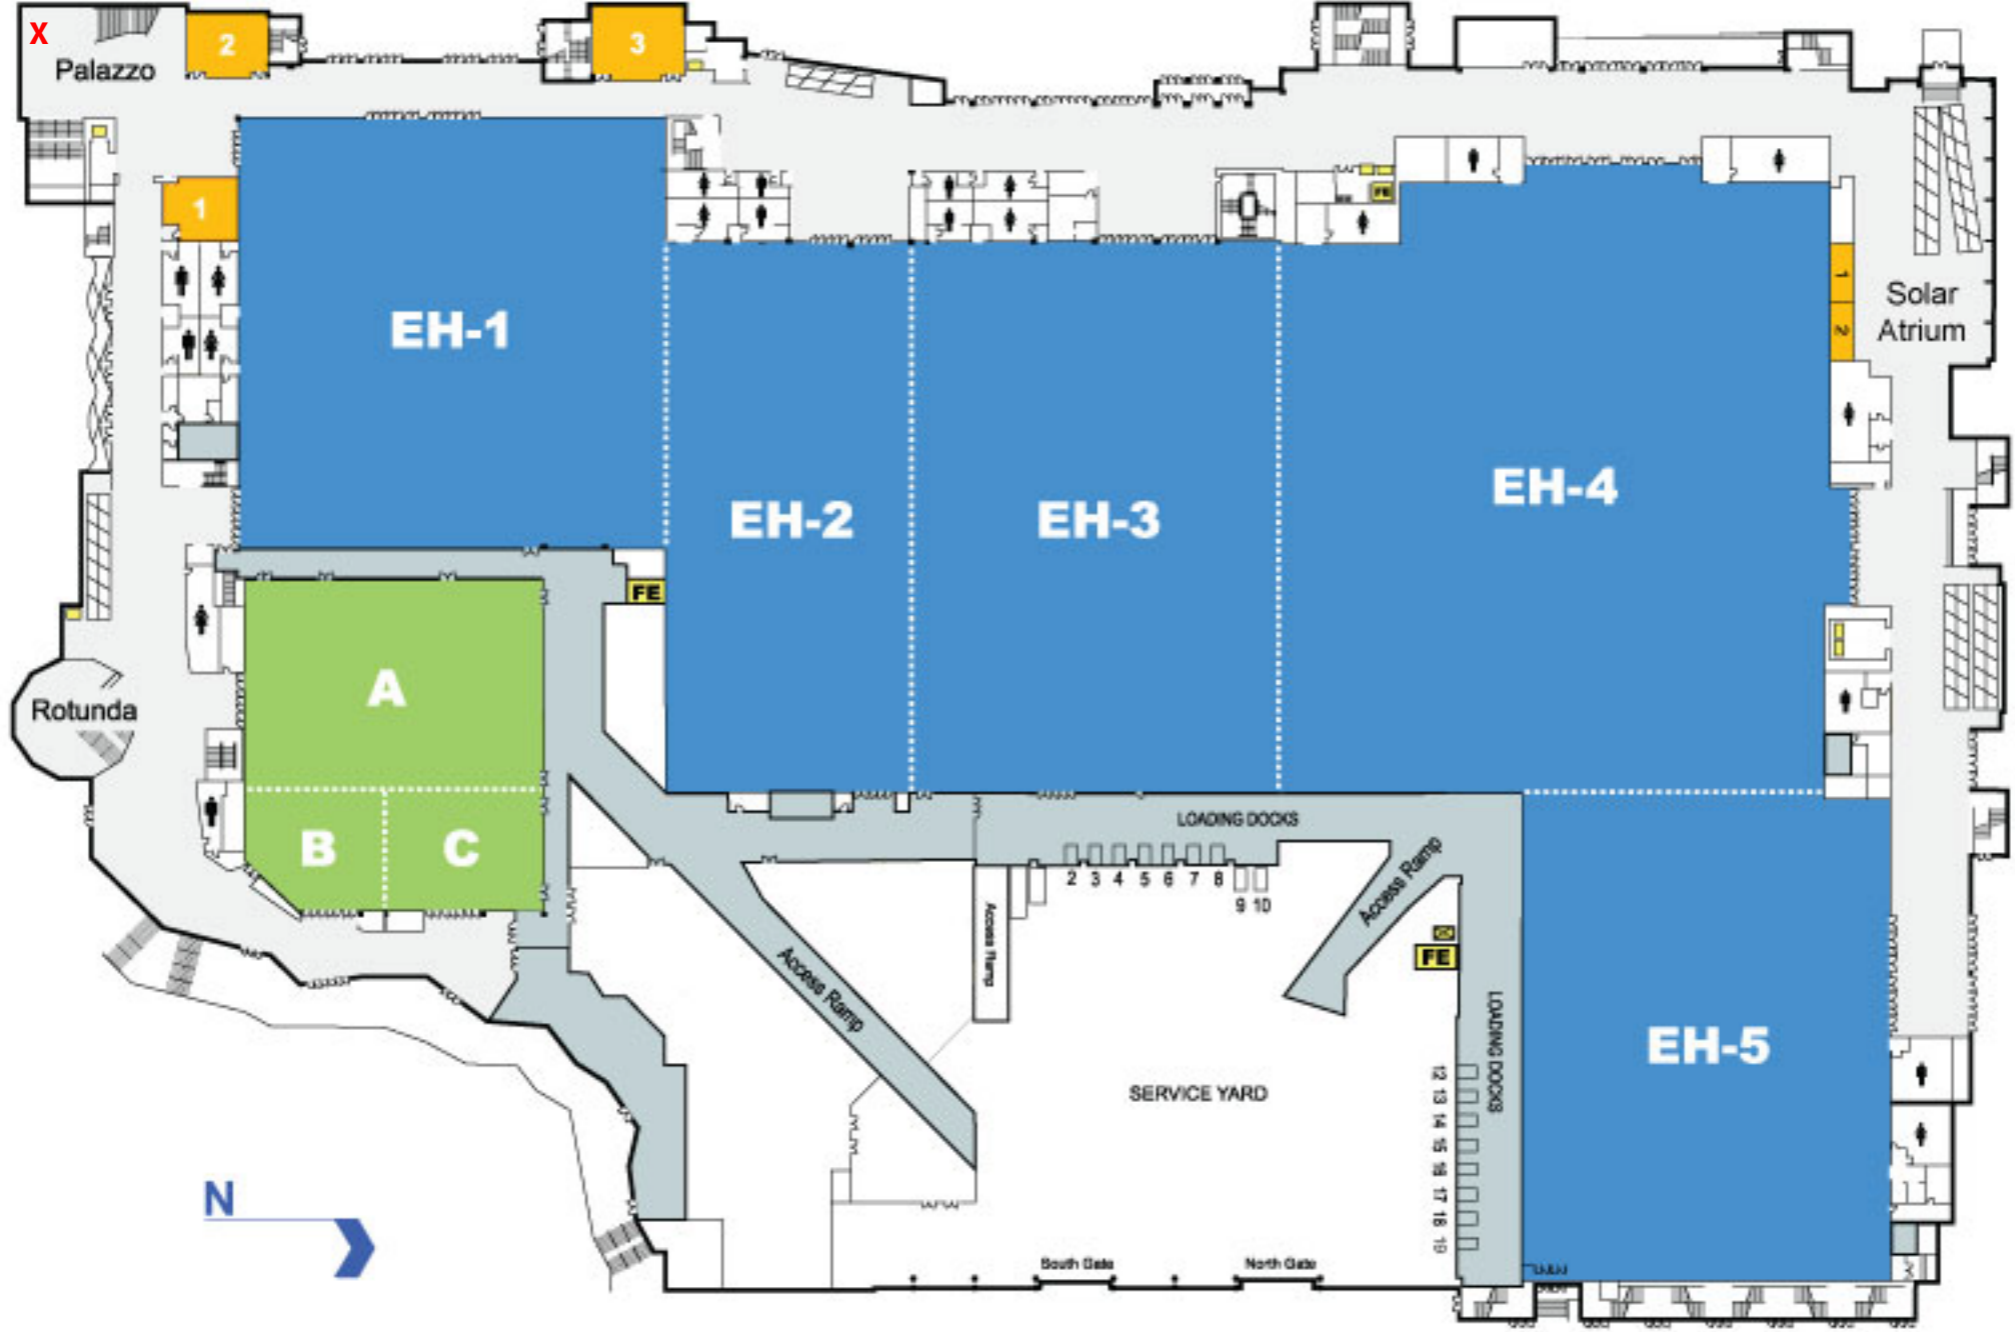 X
Palazzo
2
3
1
FE
EH-1
1
2
Solar
Atrium
EH-2
EH-3
EH-4
FE
A
Rotunda
B
C
LOADING DOCKS
2 3 4 5 6 7 8
9 10
Access Ramp
Access Ramp
Access Ramp
FE
LOADING DOCKS
EH-5
SERVICE YARD
12 13 14 15 16 17 18 19
N
South Gate
North Gate